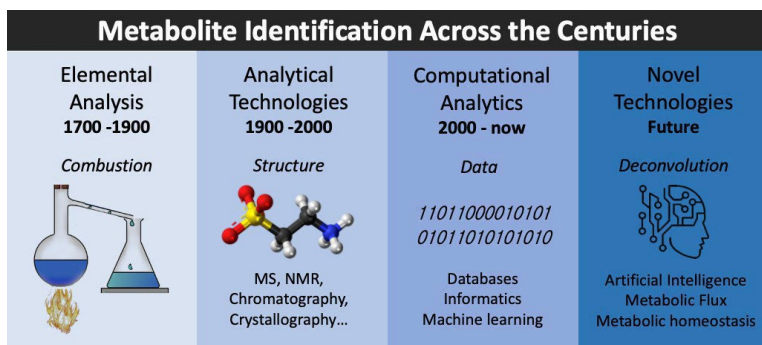 Metabolite Identification Across the Centuries
Elemental
Analysis
1700 -1900
Combustion
Analytical
Technologies
1900 -2000
Structure
MS, NMR,
Chromatography,
Crystallography…
Computational
Analytics
2000 - now
Data
11011000010101
01011010101010
Databases
Informatics
Machine learning
Novel
Technologies
Future
Deconvolution
Artificial Intelligence
Metabolic Flux
Metabolic homeostasis